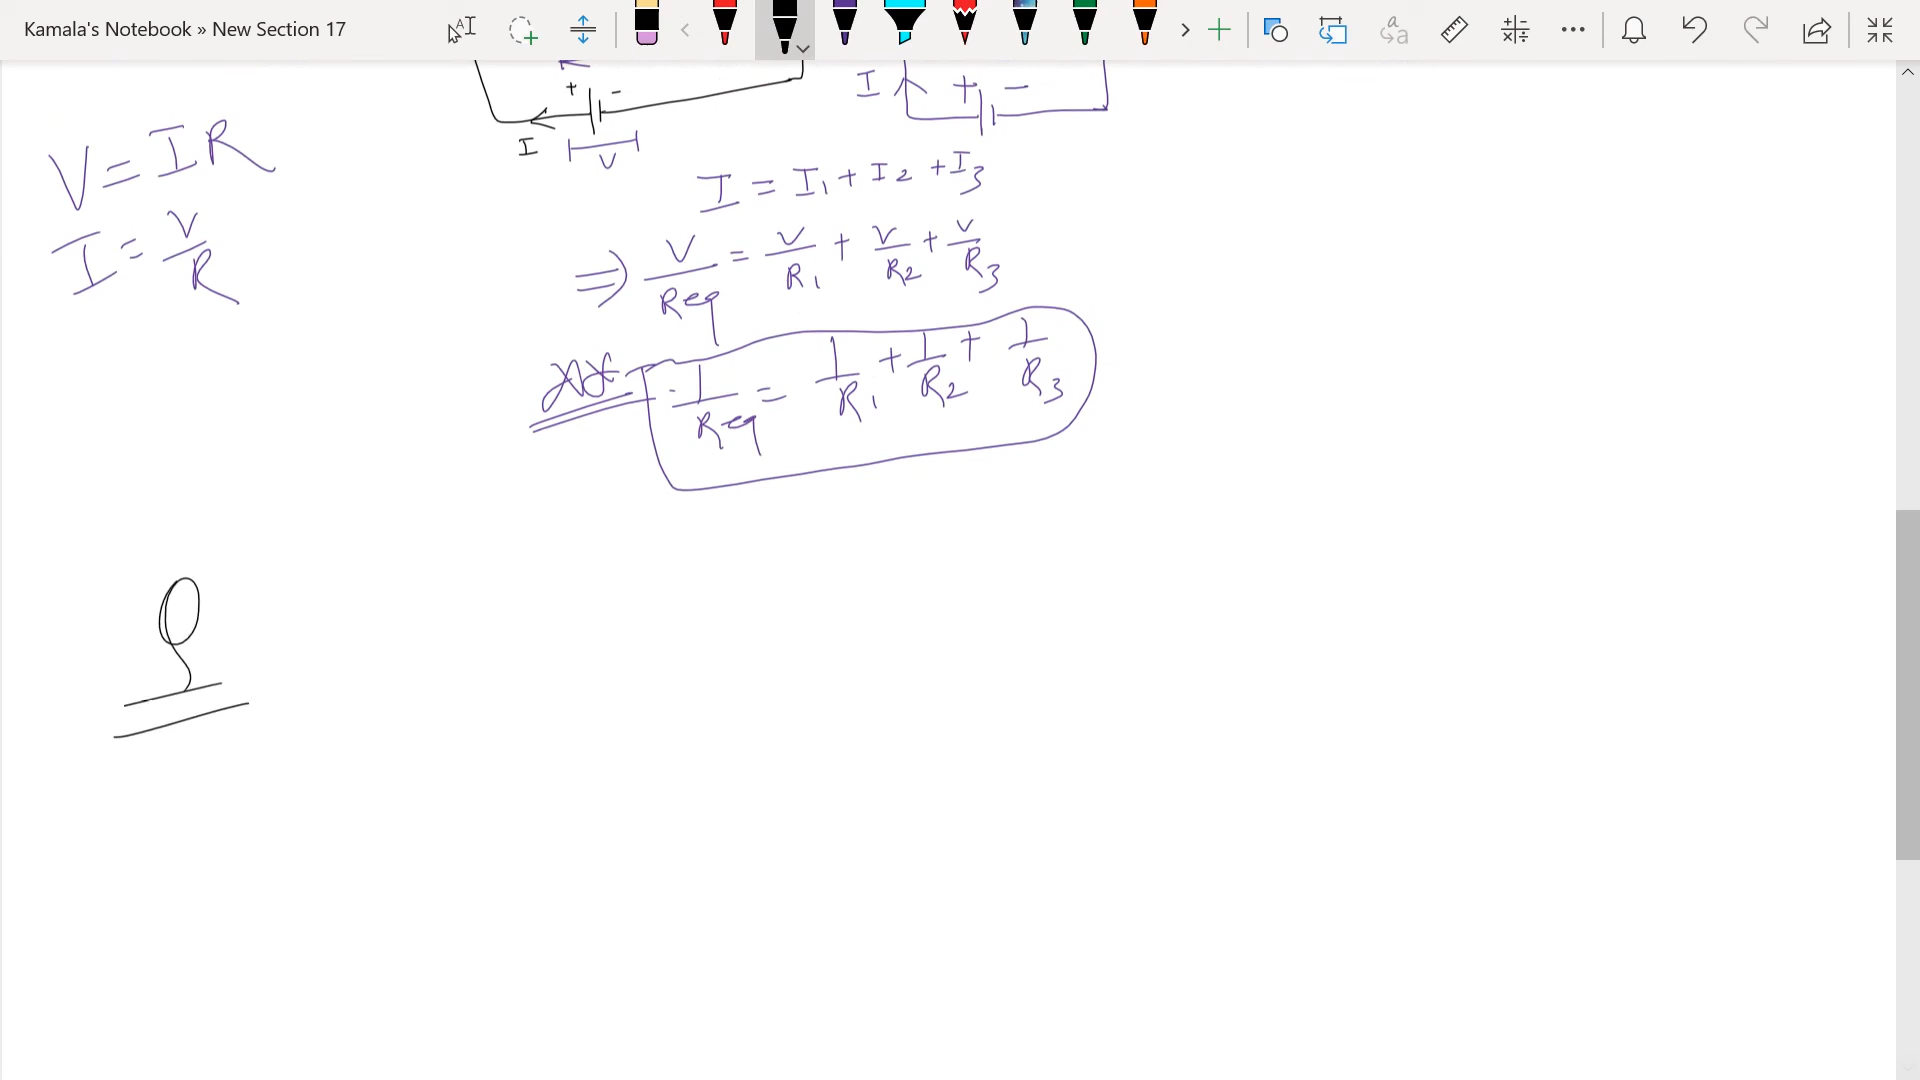 Kamala's Notebook » New Section 17
I + -
+ -
I V
V = IR
I = I₁ + I₂ + I₃
I = V/R
⇒ V/Req = V/R₁ + V/R₂ + V/R₃
1/Req = 1/R₁ + 1/R₂ + 1/R₃
Q